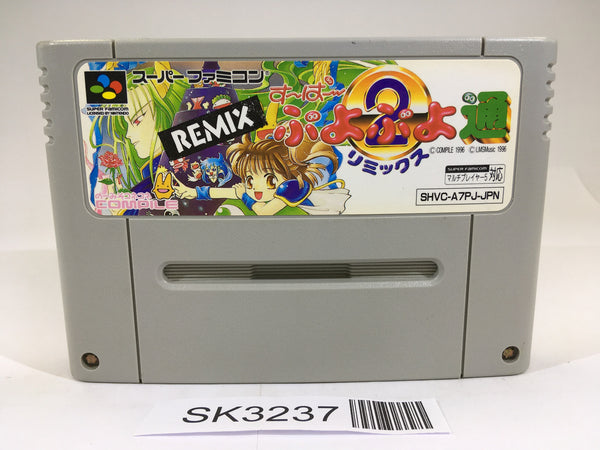 スーパーファミコン
SUPER FAMICOM
LICENSED BY NINTENDO
す〜ぱ〜
ぷよぷよ通
2
リミックス
REMIX
© COMPILE 1996 © LMSMusic 1996
SUPER FAMICOM
マルチプレイヤー5 対応
SHVC-A7PJ-JPN
COMPILE
SK3237